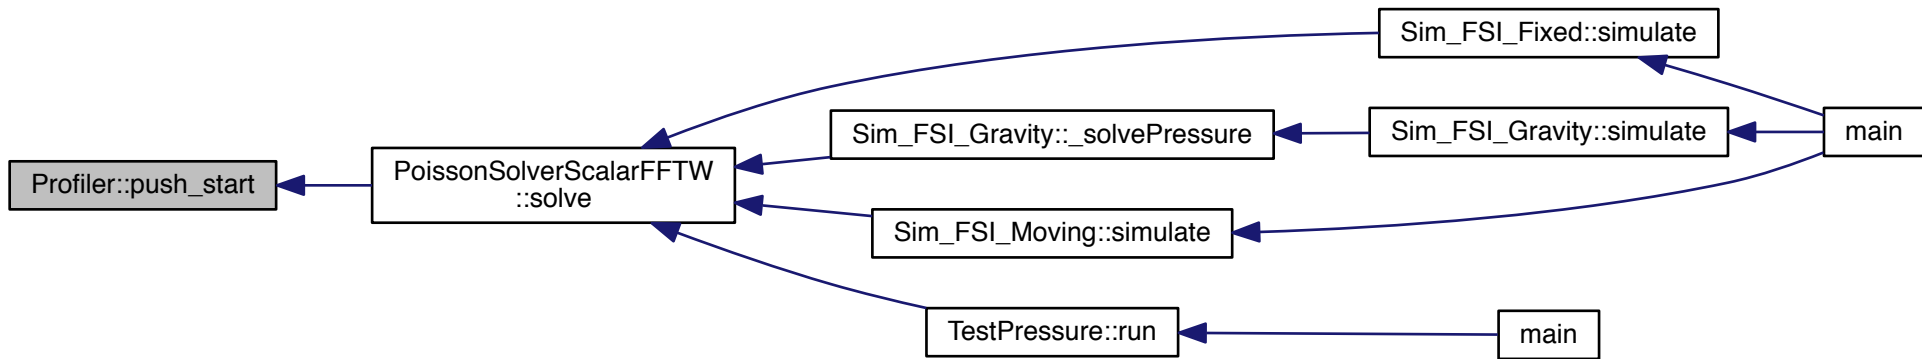 Profiler::push_start
PoissonSolverScalarFFTW
::solve
Sim_FSI_Fixed::simulate
Sim_FSI_Gravity::_solvePressure
Sim_FSI_Gravity::simulate
main
Sim_FSI_Moving::simulate
TestPressure::run
main